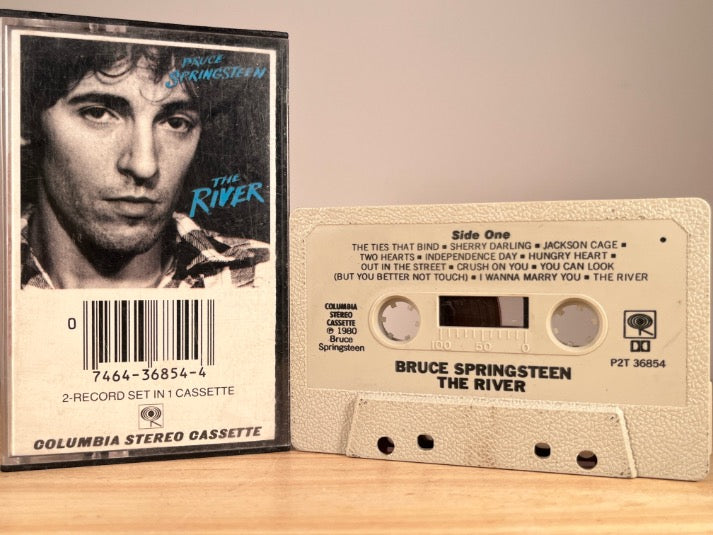 BRUCE
SPRINGSTEEN
THE
RIVER
0
7464-36854-4
2-RECORD SET IN 1 CASSETTE
COLUMBIA STEREO CASSETTE
Side One
THE TIES THAT BIND ■ SHERRY DARLING ■ JACKSON CAGE ■
TWO HEARTS ■ INDEPENDENCE DAY ■ HUNGRY HEART ■
OUT IN THE STREET ■ CRUSH ON YOU ■ YOU CAN LOOK
(BUT YOU BETTER NOT TOUCH) ■ I WANNA MARRY YOU ■ THE RIVER
COLUMBIA
STEREO
CASSETTE
℗ 1980
Bruce
Springsteen
100 50 0
P2T 36854
BRUCE SPRINGSTEEN
THE RIVER